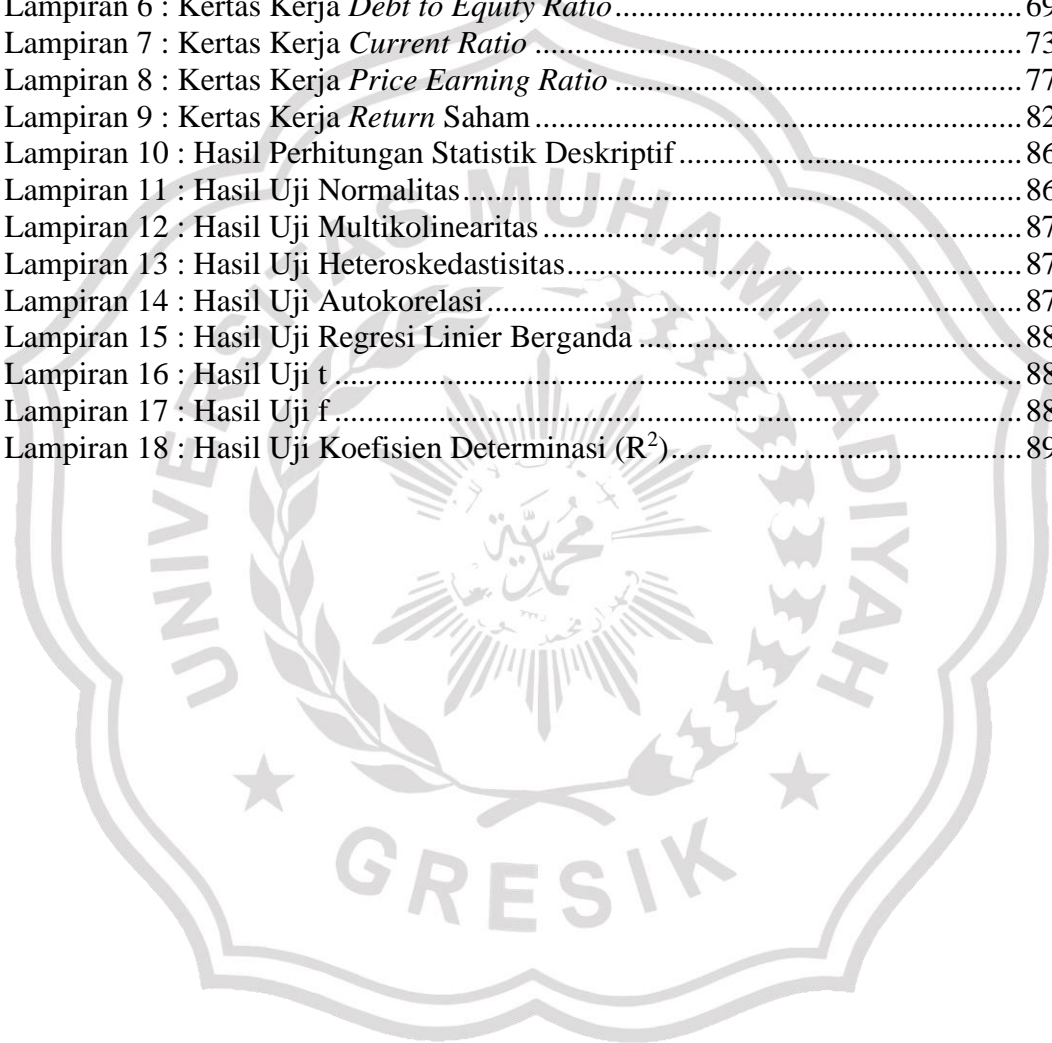 Lampiran 6 : Kertas Kerja Debt to Equity Ratio........................................................69
Lampiran 7 : Kertas Kerja Current Ratio ................................................................73
Lampiran 8 : Kertas Kerja Price Earning Ratio ......................................................77
Lampiran 9 : Kertas Kerja Return Saham................................................................82
Lampiran 10 : Hasil Perhitungan Statistik Deskriptif.............................................86
Lampiran 11 : Hasil Uji Normalitas........................................................................86
Lampiran 12 : Hasil Uji Multikolinearitas..............................................................87
Lampiran 13 : Hasil Uji Heteroskedastisitas..........................................................87
Lampiran 14 : Hasil Uji Autokorelasi.....................................................................87
Lampiran 15 : Hasil Uji Regresi Linier Berganda ..................................................88
Lampiran 16 : Hasil Uji t ........................................................................................88
Lampiran 17 : Hasil Uji f.........................................................................................88
Lampiran 18 : Hasil Uji Koefisien Determinasi (R²)..............................................89
UNIVERSITAS MUHAMMADIYAH
GRESIK